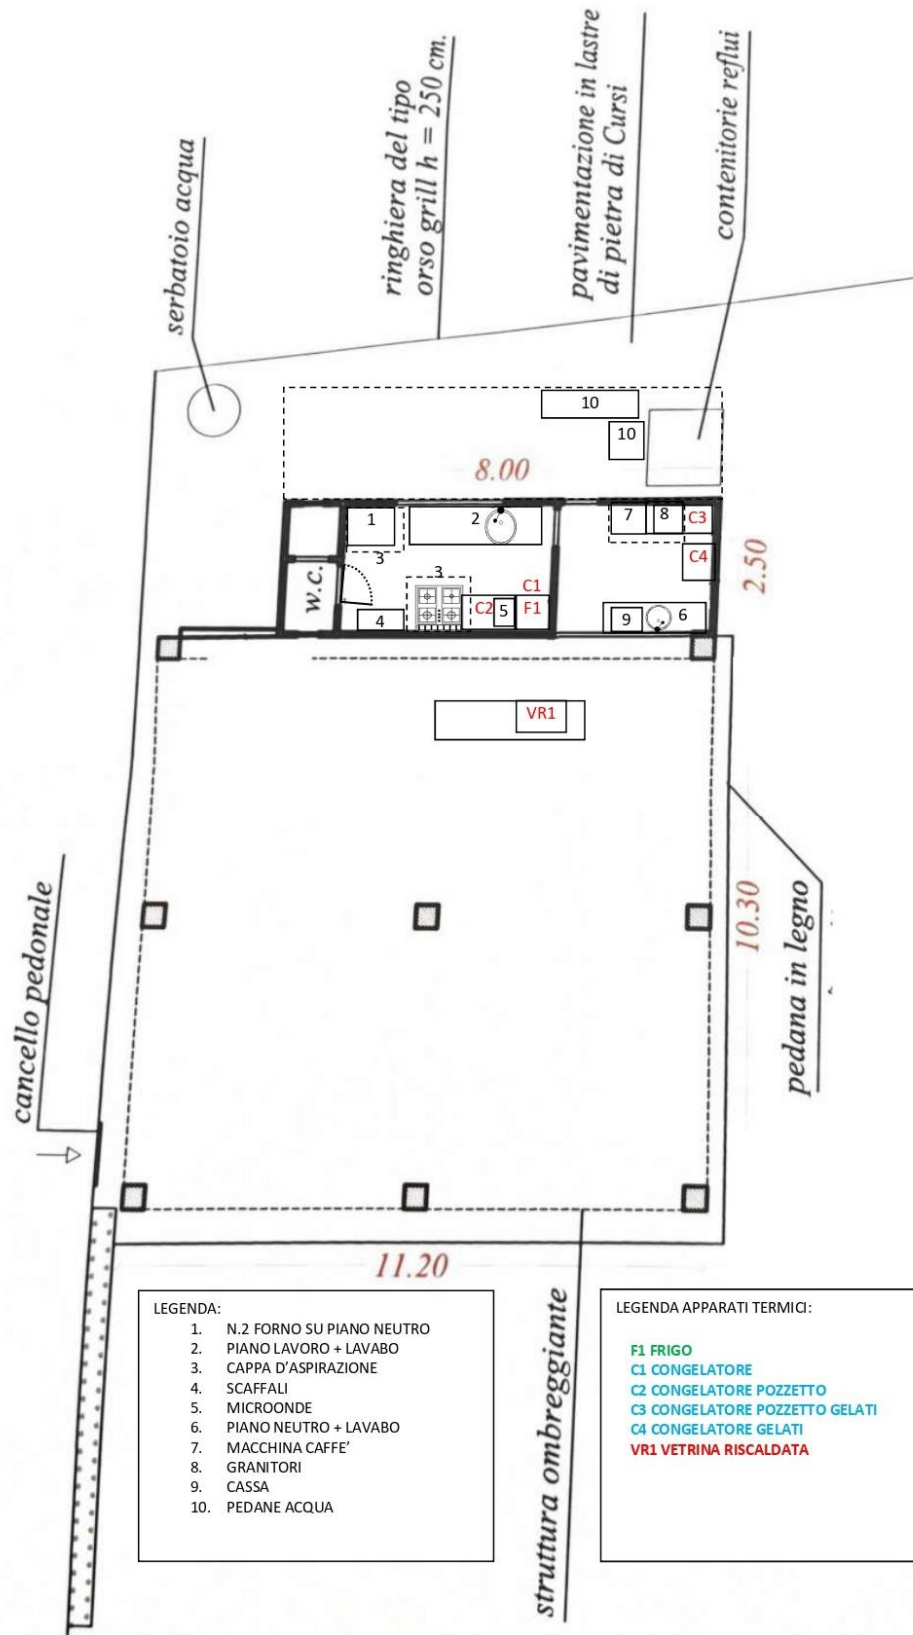 serbatoio acqua
ringhiera del tipo
orso grill h = 250 cm.
pavimentazione in lastre
di pietra di Cursi
contenitorie reflui
10
10
8.00
1
2
3
7
8
C3
C4
2.50
w.c.
3
C1
C2
5
F1
4
9
6
VR1
cancello pedonale
10.30
pedana in legno
11.20
struttura ombreggiante
LEGENDA:
1. N.2 FORNO SU PIANO NEUTRO
2. PIANO LAVORO + LAVABO
3. CAPPA D'ASPIRAZIONE
4. SCAFFALI
5. MICROONDE
6. PIANO NEUTRO + LAVABO
7. MACCHINA CAFFE'
8. GRANITORI
9. CASSA
10. PEDANE ACQUA
LEGENDA APPARATI TERMICI:
F1 FRIGO
C1 CONGELATORE
C2 CONGELATORE POZZETTO
C3 CONGELATORE POZZETTO GELATI
C4 CONGELATORE GELATI
VR1 VETRINA RISCALDATA